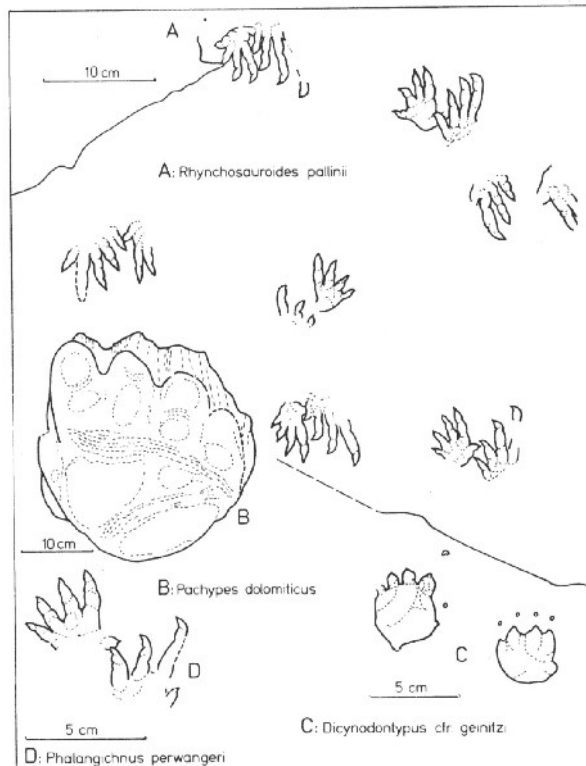 A
10 cm
A: Rhynchosauroides pallinii
B
10 cm
B: Pachypes dolomiticus
D
C
5 cm
5 cm
C: Dicynodontypus cfr. geinitzi
D: Phalangichnus perwangeri